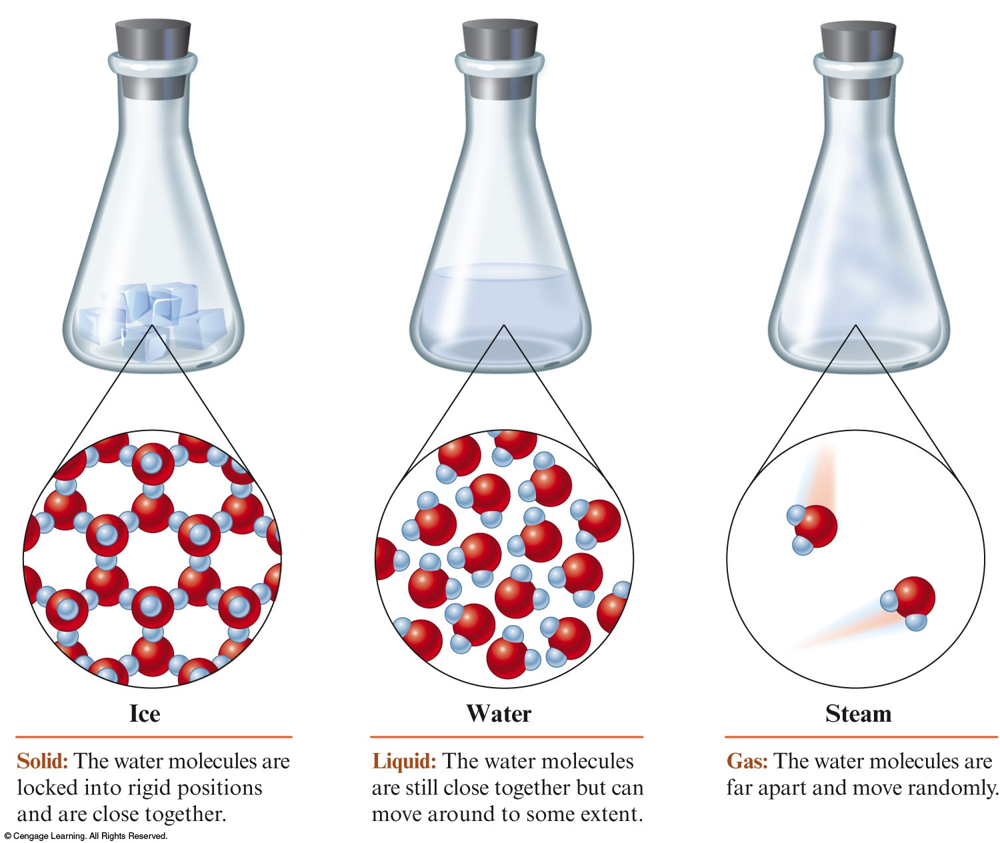 Ice
Solid: The water molecules are
locked into rigid positions
and are close together.
Water
Liquid: The water molecules
are still close together but can
move around to some extent.
Steam
Gas: The water molecules are
far apart and move randomly.
© Cengage Learning. All Rights Reserved.